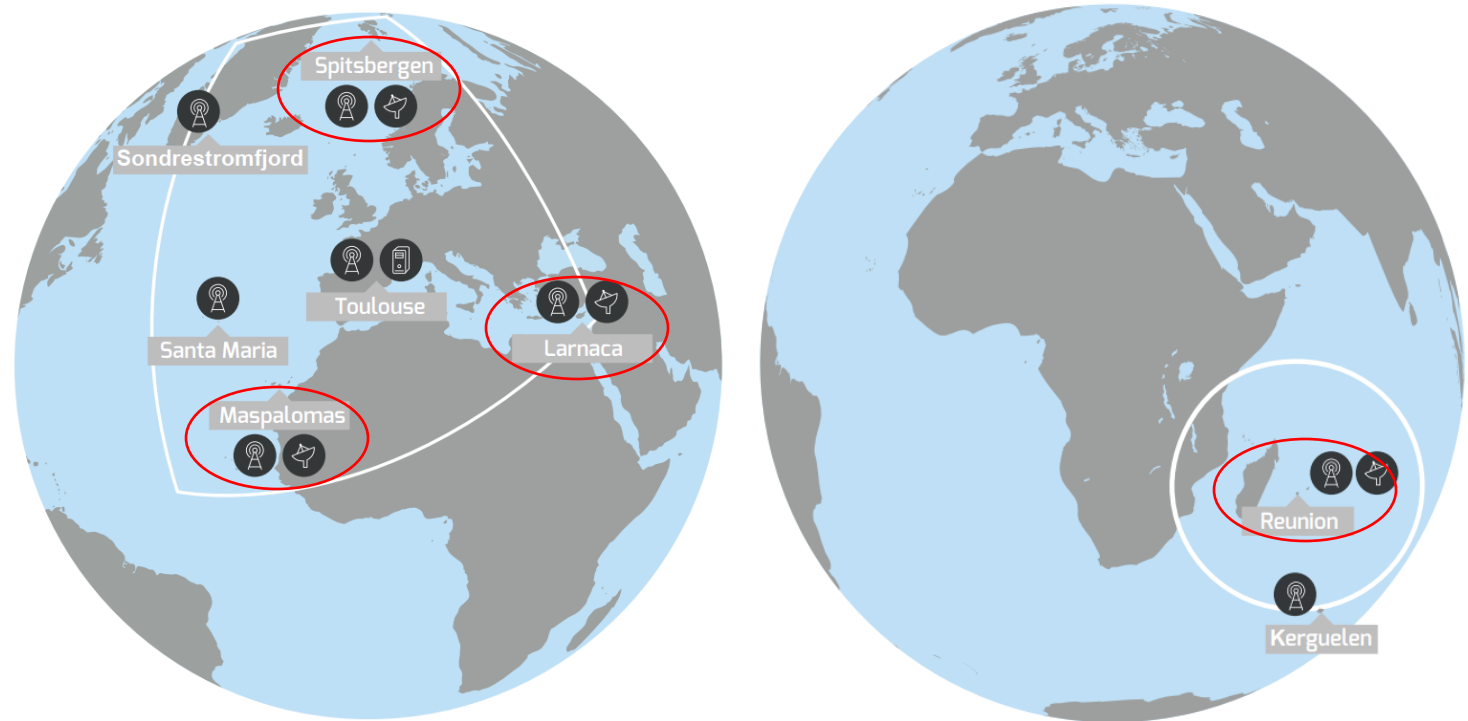 Spitsbergen
Sondrestromfjord
Toulouse
Santa Maria
Larnaca
Maspalomas
Reunion
Kerguelen